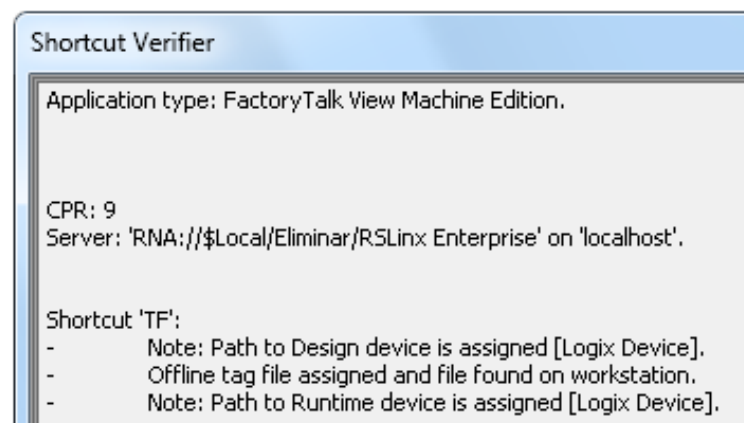 Shortcut Verifier
Application type: FactoryTalk View Machine Edition.
CPR: 9
Server: 'RNA://$Local/Eliminar/RSLinx Enterprise' on 'localhost'.
Shortcut 'TF':
- Note: Path to Design device is assigned [Logix Device].
- Offline tag file assigned and file found on workstation.
- Note: Path to Runtime device is assigned [Logix Device].